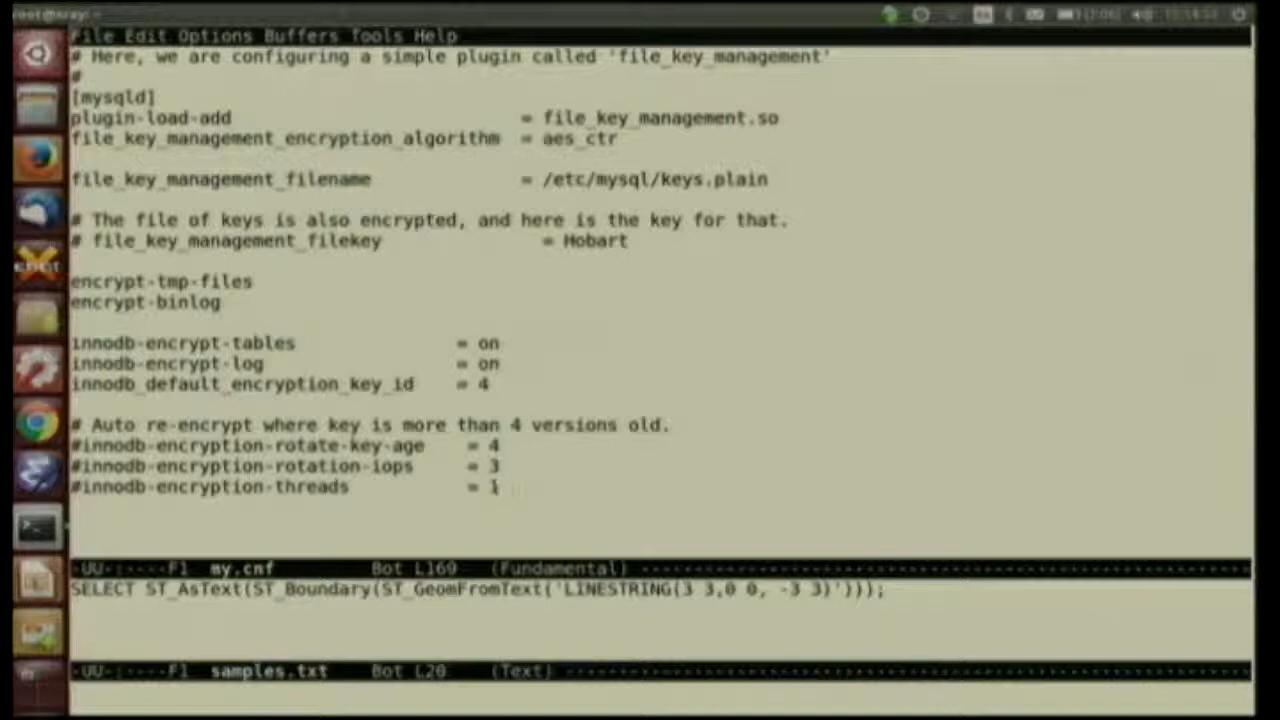 File Edit Options Buffers Tools Help
# Here, we are configuring a simple plugin called 'file_key_management'
#
[mysqld]
plugin-load-add = file_key_management.so
file_key_management_encryption_algorithm = aes_ctr
file_key_management_filename = /etc/mysql/keys.plain
# The file of keys is also encrypted, and here is the key for that.
# file_key_management_filekey = Hobart
encrypt-tmp-files
encrypt-binlog
innodb-encrypt-tables = on
innodb-encrypt-log = on
innodb_default_encryption_key_id = 4
# Auto re-encrypt where key is more than 4 versions old.
#innodb-encryption-rotate-key-age = 4
#innodb-encryption-rotation-iops = 3
#innodb-encryption-threads = 1
-UU-:----F1 my.cnf Bot L169 (Fundamental)
SELECT ST_AsText(ST_Boundary(ST_GeomFromText('LINESTRING(3 3,0 0, -3 3)')));
-UU-:----F1 samples.txt Bot L20 (Text)